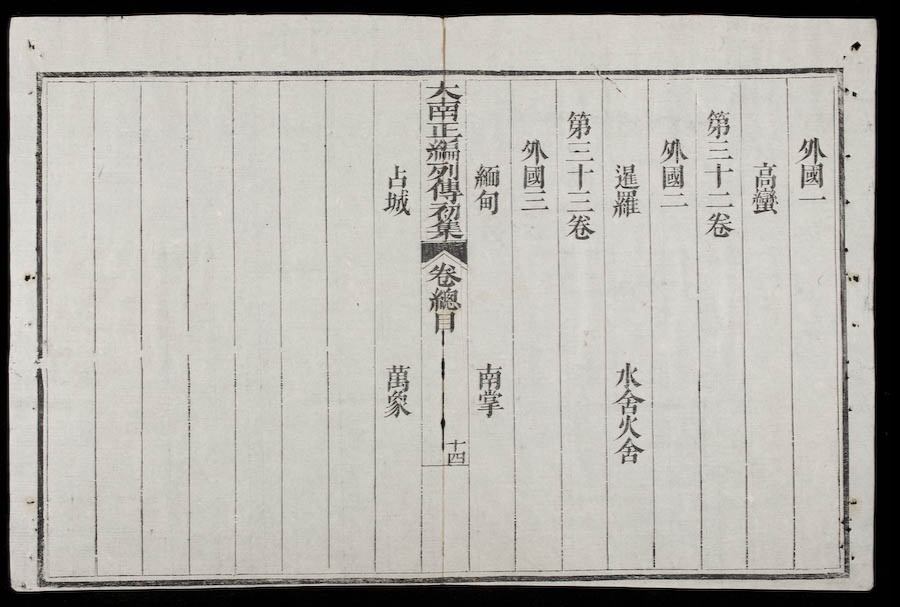 外國一
高蠻
第三十二卷
外國二
暹羅 水舍火舍
第三十三卷
外國三
緬甸 南掌
大南正編列傳初集 卷總目 十四
占城 萬象